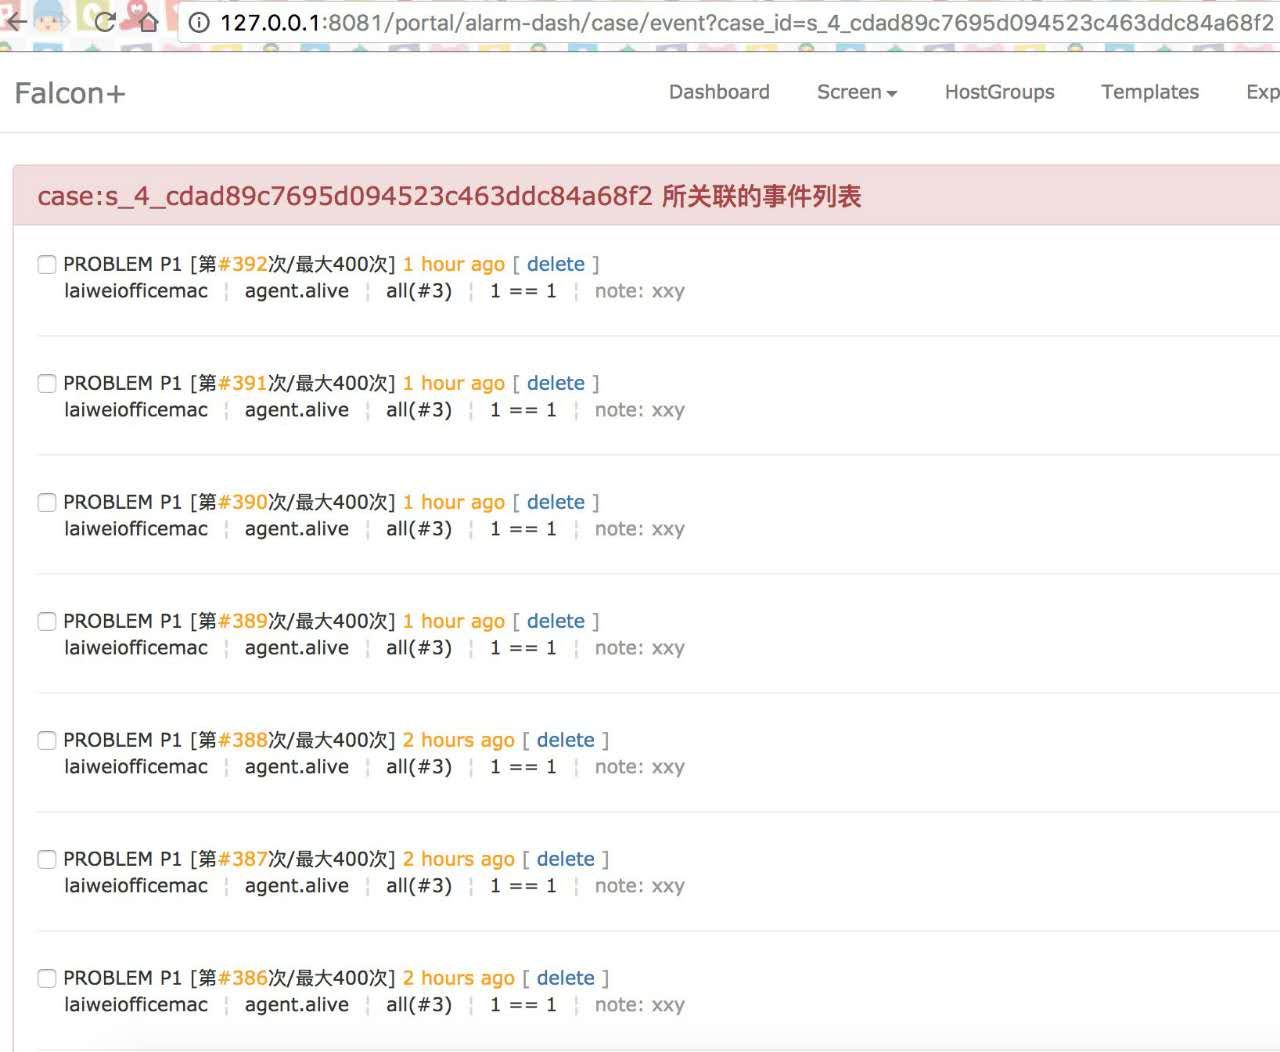 127.0.0.1:8081/portal/alarm-dash/case/event?case_id=s_4_cdad89c7695d094523c463ddc84a68f2
Falcon+ Dashboard Screen HostGroups Templates Exp
case:s_4_cdad89c7695d094523c463ddc84a68f2 所关联的事件列表
PROBLEM P1 [第#392次/最大400次] 1 hour ago [ delete ]
laiweiofficemac ¦ agent.alive ¦ all(#3) ¦ 1 == 1 ¦ note: xxy
PROBLEM P1 [第#391次/最大400次] 1 hour ago [ delete ]
laiweiofficemac ¦ agent.alive ¦ all(#3) ¦ 1 == 1 ¦ note: xxy
PROBLEM P1 [第#390次/最大400次] 1 hour ago [ delete ]
laiweiofficemac ¦ agent.alive ¦ all(#3) ¦ 1 == 1 ¦ note: xxy
PROBLEM P1 [第#389次/最大400次] 1 hour ago [ delete ]
laiweiofficemac ¦ agent.alive ¦ all(#3) ¦ 1 == 1 ¦ note: xxy
PROBLEM P1 [第#388次/最大400次] 2 hours ago [ delete ]
laiweiofficemac ¦ agent.alive ¦ all(#3) ¦ 1 == 1 ¦ note: xxy
PROBLEM P1 [第#387次/最大400次] 2 hours ago [ delete ]
laiweiofficemac ¦ agent.alive ¦ all(#3) ¦ 1 == 1 ¦ note: xxy
PROBLEM P1 [第#386次/最大400次] 2 hours ago [ delete ]
laiweiofficemac ¦ agent.alive ¦ all(#3) ¦ 1 == 1 ¦ note: xxy